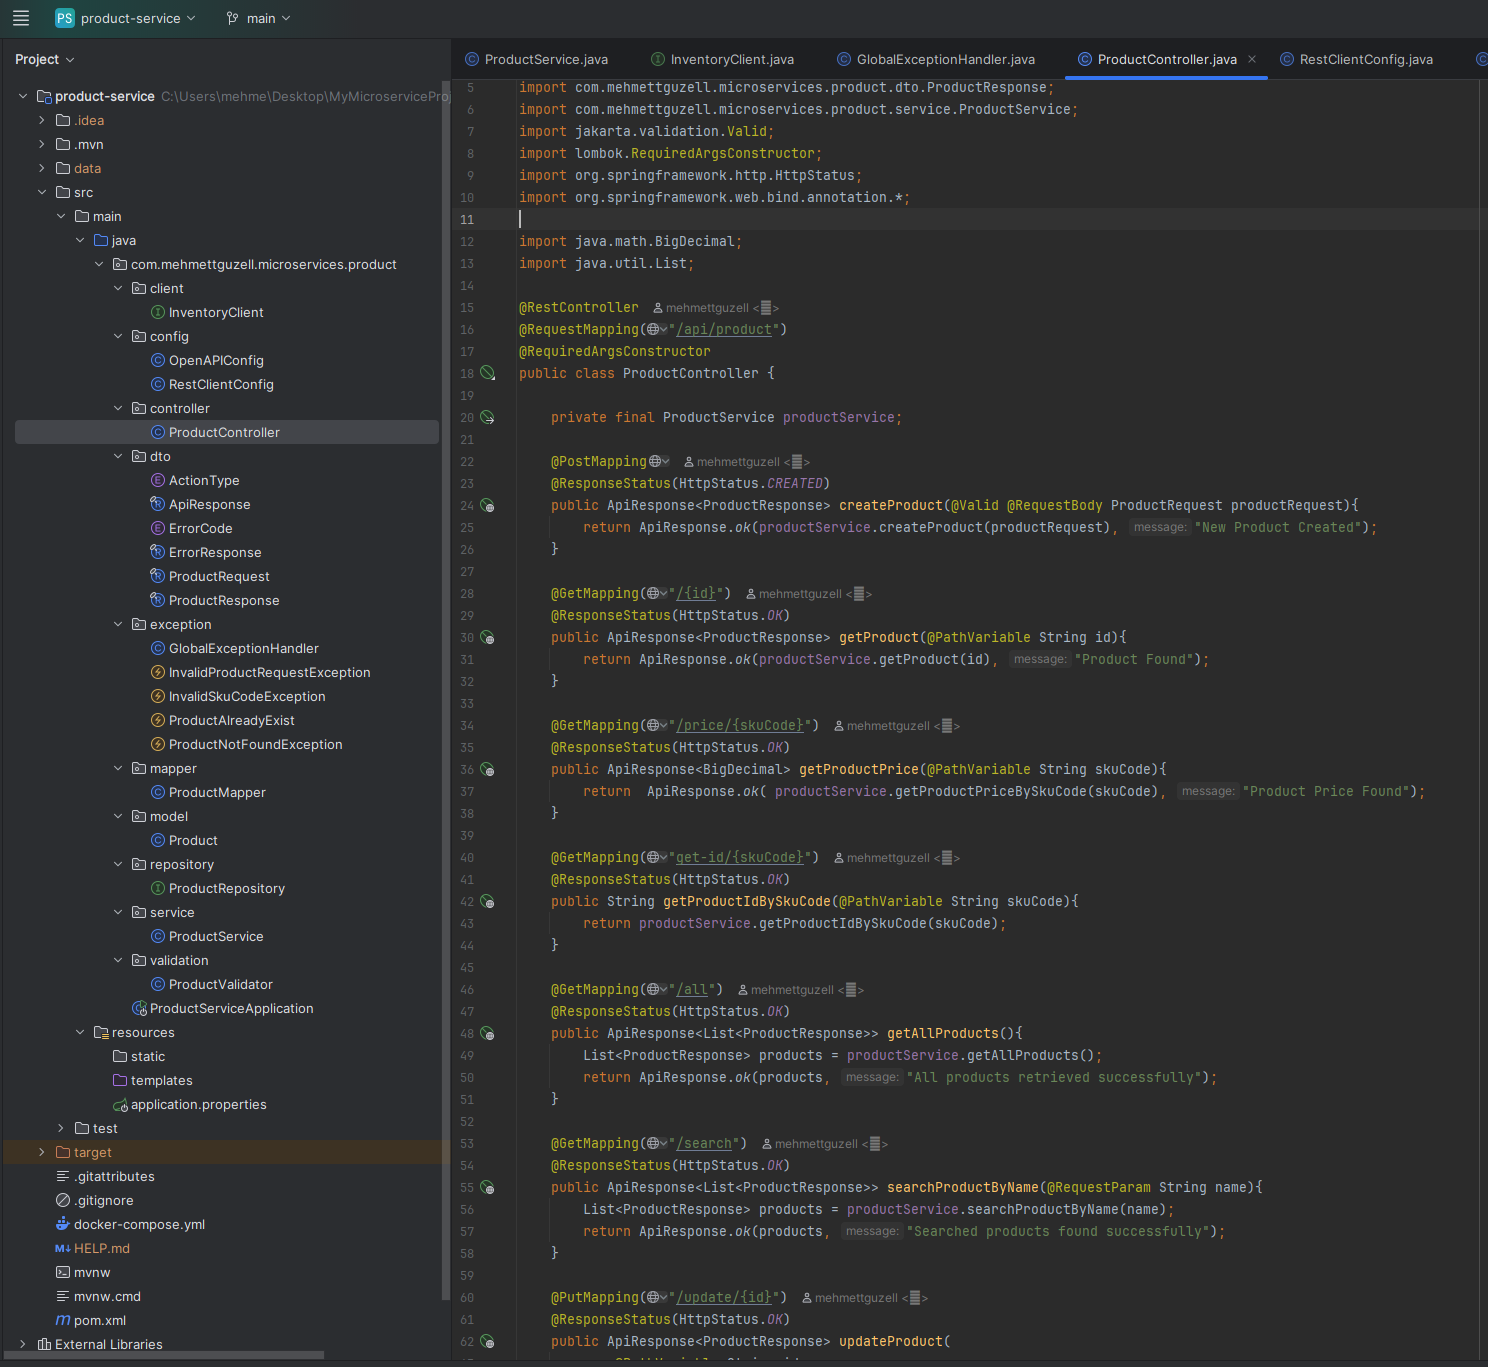 PS product-service main
Project
product-service C:\Users\mehme\Desktop\MyMicroserviceProj
.idea
.mvn
data
src
main
java
com.mehmettguzell.microservices.product
client
InventoryClient
config
OpenAPIConfig
RestClientConfig
controller
ProductController
dto
ActionType
ApiResponse
ErrorCode
ErrorResponse
ProductRequest
ProductResponse
exception
GlobalExceptionHandler
InvalidProductRequestException
InvalidSkuCodeException
ProductAlreadyExist
ProductNotFoundException
mapper
ProductMapper
model
Product
repository
ProductRepository
service
ProductService
validation
ProductValidator
ProductServiceApplication
resources
static
templates
application.properties
test
target
.gitattributes
.gitignore
docker-compose.yml
HELP.md
mvnw
mvnw.cmd
pom.xml
External Libraries
ProductService.java InventoryClient.java GlobalExceptionHandler.java ProductController.java RestClientConfig.java
5 import com.mehmettguzell.microservices.product.dto.ProductResponse;
6 import com.mehmettguzell.microservices.product.service.ProductService;
7 import jakarta.validation.Valid;
8 import lombok.RequiredArgsConstructor;
9 import org.springframework.http.HttpStatus;
10 import org.springframework.web.bind.annotation.*;
11
12 import java.math.BigDecimal;
13 import java.util.List;
14
15 @RestController mehmettguzell <>
16 @RequestMapping("/api/product")
17 @RequiredArgsConstructor
18 public class ProductController {
19
20 private final ProductService productService;
21
22 @PostMapping mehmettguzell <>
23 @ResponseStatus(HttpStatus.CREATED)
24 public ApiResponse<ProductResponse> createProduct(@Valid @RequestBody ProductRequest productRequest){
25 return ApiResponse.ok(productService.createProduct(productRequest), message: "New Product Created");
26 }
27
28 @GetMapping("/{id}") mehmettguzell <>
29 @ResponseStatus(HttpStatus.OK)
30 public ApiResponse<ProductResponse> getProduct(@PathVariable String id){
31 return ApiResponse.ok(productService.getProduct(id), message: "Product Found");
32 }
33
34 @GetMapping("/price/{skuCode}") mehmettguzell <>
35 @ResponseStatus(HttpStatus.OK)
36 public ApiResponse<BigDecimal> getProductPrice(@PathVariable String skuCode){
37 return ApiResponse.ok( productService.getProductPriceBySkuCode(skuCode), message: "Product Price Found");
38 }
39
40 @GetMapping("get-id/{skuCode}") mehmettguzell <>
41 @ResponseStatus(HttpStatus.OK)
42 public String getProductIdBySkuCode(@PathVariable String skuCode){
43 return productService.getProductIdBySkuCode(skuCode);
44 }
45
46 @GetMapping("/all") mehmettguzell <>
47 @ResponseStatus(HttpStatus.OK)
48 public ApiResponse<List<ProductResponse>> getAllProducts(){
49 List<ProductResponse> products = productService.getAllProducts();
50 return ApiResponse.ok(products, message: "All products retrieved successfully");
51 }
52
53 @GetMapping("/search") mehmettguzell <>
54 @ResponseStatus(HttpStatus.OK)
55 public ApiResponse<List<ProductResponse>> searchProductByName(@RequestParam String name){
56 List<ProductResponse> products = productService.searchProductByName(name);
57 return ApiResponse.ok(products, message: "Searched products found successfully");
58 }
59
60 @PutMapping("/update/{id}") mehmettguzell <>
61 @ResponseStatus(HttpStatus.OK)
62 public ApiResponse<ProductResponse> updateProduct(